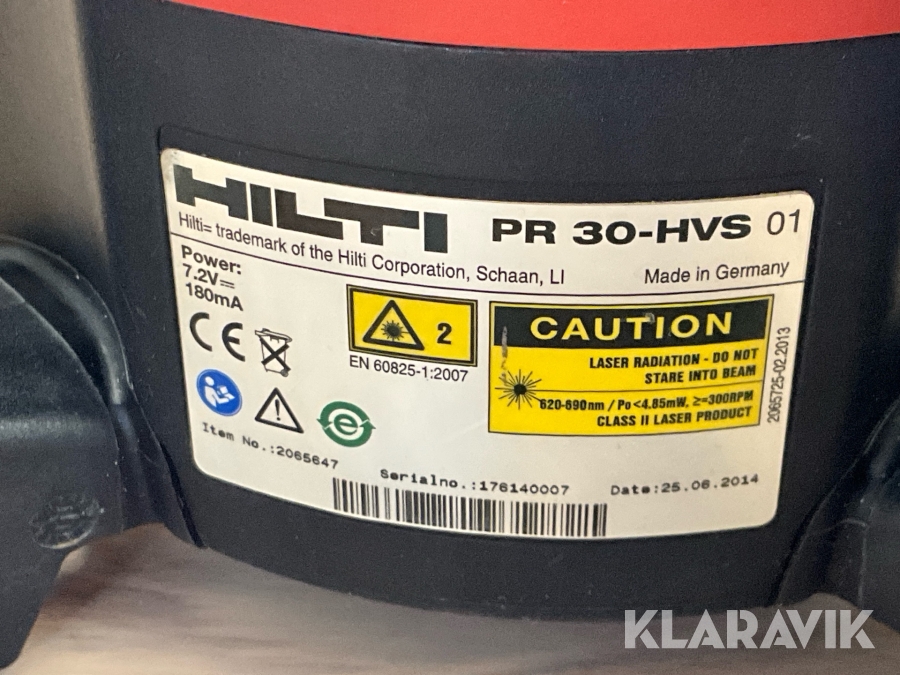 HILTI PR 30-HVS 01
Hilti= trademark of the Hilti Corporation, Schaan, LI
Made in Germany
Power:
7.2V⎓
180mA
CE
2
EN 60825-1:2007
CAUTION
LASER RADIATION - DO NOT
STARE INTO BEAM
620-690nm / Po<4.85mW, ≥=300RPM
CLASS II LASER PRODUCT
2065725-02.2013
e
Item No.:2065647
Serialno.:176140007
Date:25.06.2014
KLARAVIK